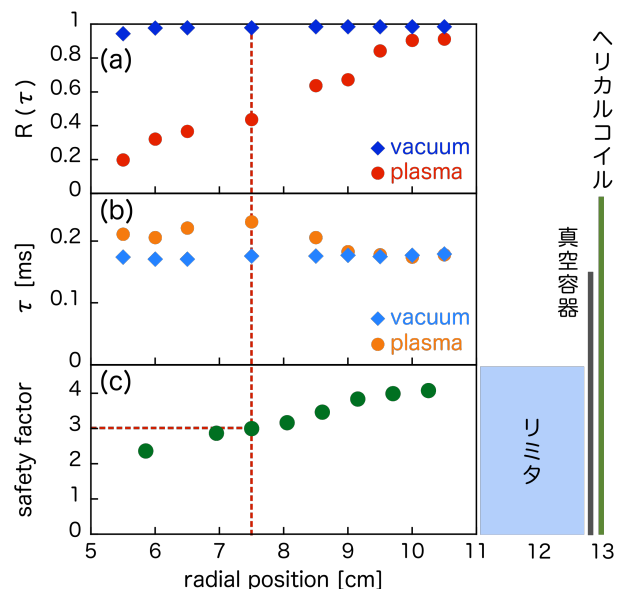 1
0.8
0.6
0.4
0.2
R (τ)
(a)
vacuum
plasma
0.2
0.1
0
τ [ms]
(b)
vacuum
plasma
4
3
2
1
0
safety factor
(c)
5
6
7
8
9
10
11
12
13
radial position [cm]
リミタ
真空容器
ヘリカルコイル